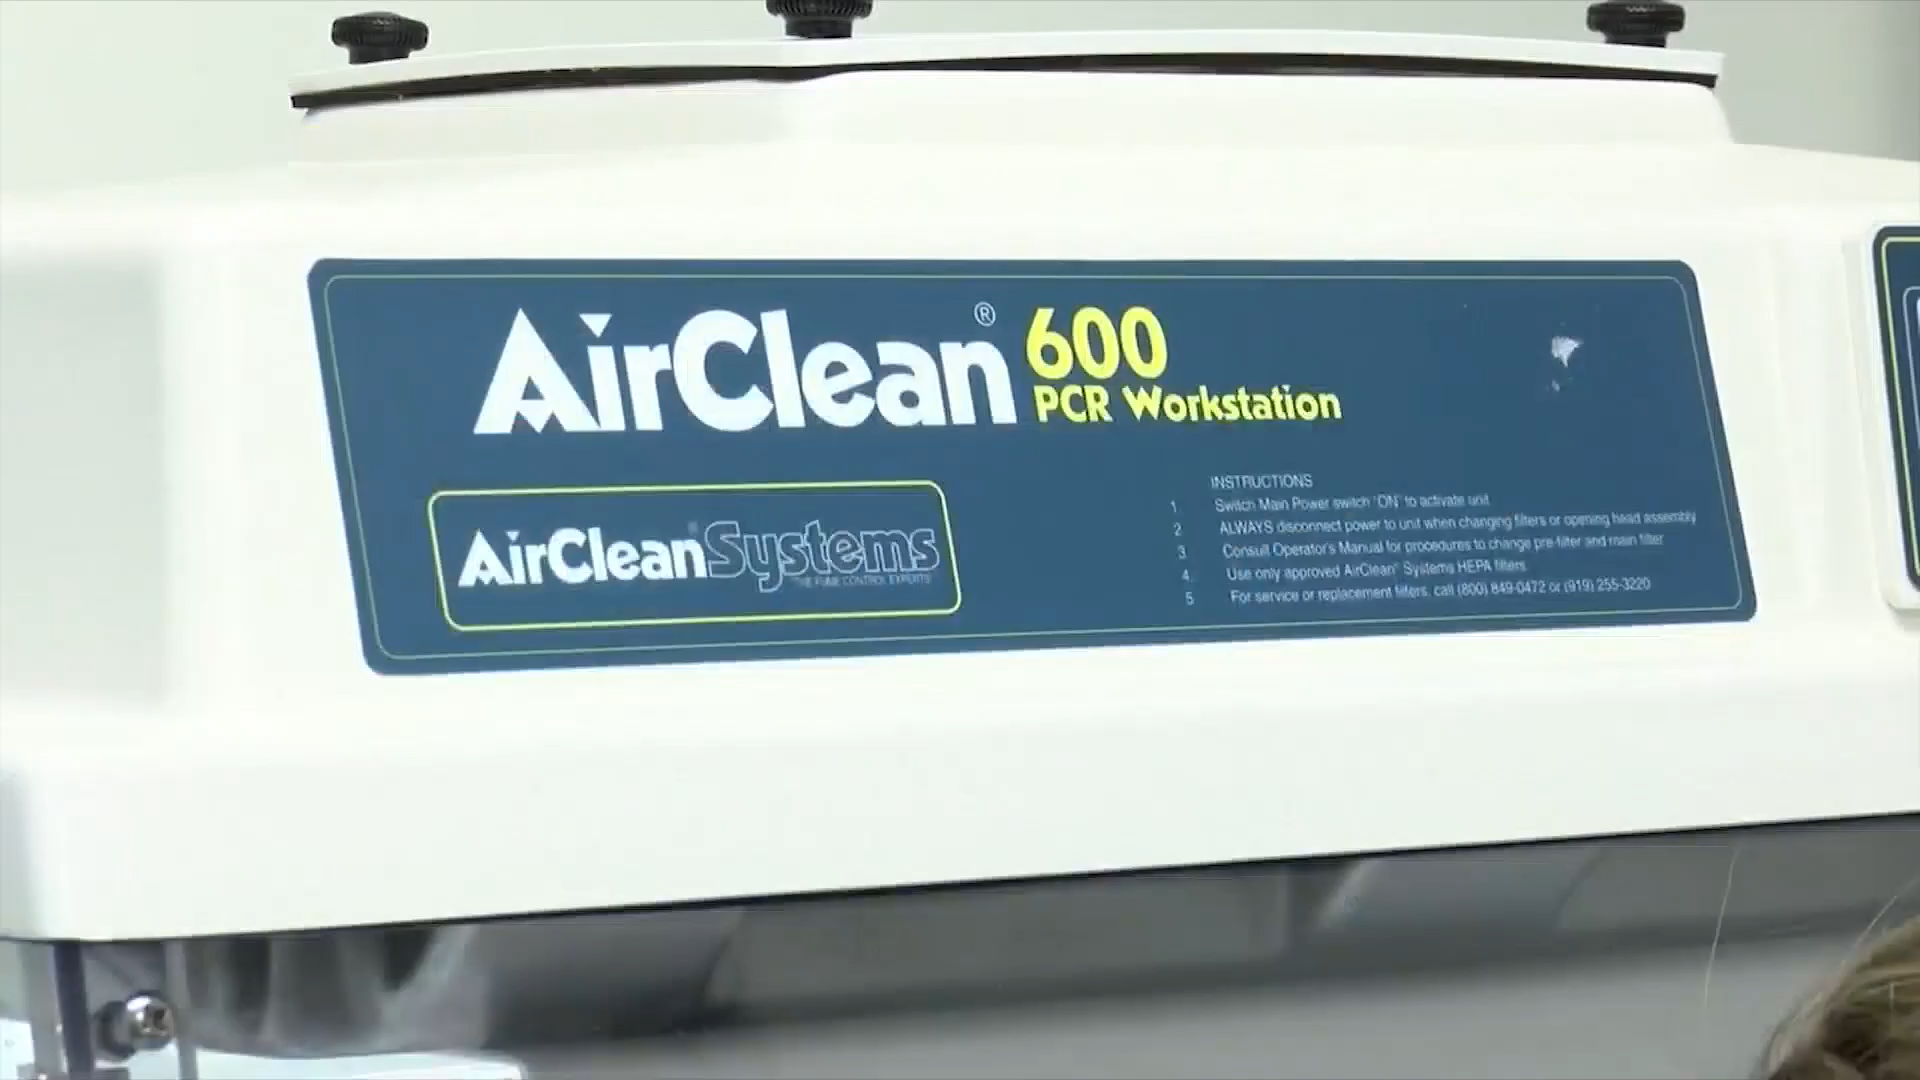 AirClean® 600
PCR Workstation
AirClean® Systems
THE FUME CONTROL EXPERTS
INSTRUCTIONS
1. Switch Main Power switch "ON" to activate unit
2. ALWAYS disconnect power to unit when changing filters or opening head assembly
3. Consult Operator's Manual for procedures to change pre-filter and main filter
4. Use only approved AirClean® Systems HEPA filters
5. For service or replacement filters, call (800) 849-0472 or (919) 255-3220